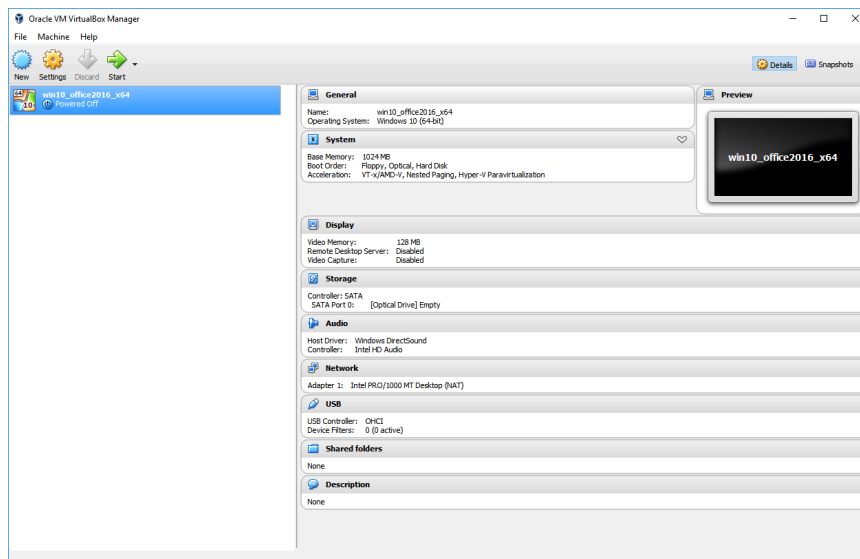 Oracle VM VirtualBox Manager
File Machine Help
New Settings Discard Start
Details Snapshots
64
10
win10_office2016_x64
Powered Off
General
Name: win10_office2016_x64
Operating System: Windows 10 (64-bit)
Preview
win10_office2016_x64
System
Base Memory: 1024 MB
Boot Order: Floppy, Optical, Hard Disk
Acceleration: VT-x/AMD-V, Nested Paging, Hyper-V Paravirtualization
Display
Video Memory: 128 MB
Remote Desktop Server: Disabled
Video Capture: Disabled
Storage
Controller: SATA
SATA Port 0: [Optical Drive] Empty
Audio
Host Driver: Windows DirectSound
Controller: Intel HD Audio
Network
Adapter 1: Intel PRO/1000 MT Desktop (NAT)
USB
USB Controller: OHCI
Device Filters: 0 (0 active)
Shared folders
None
Description
None